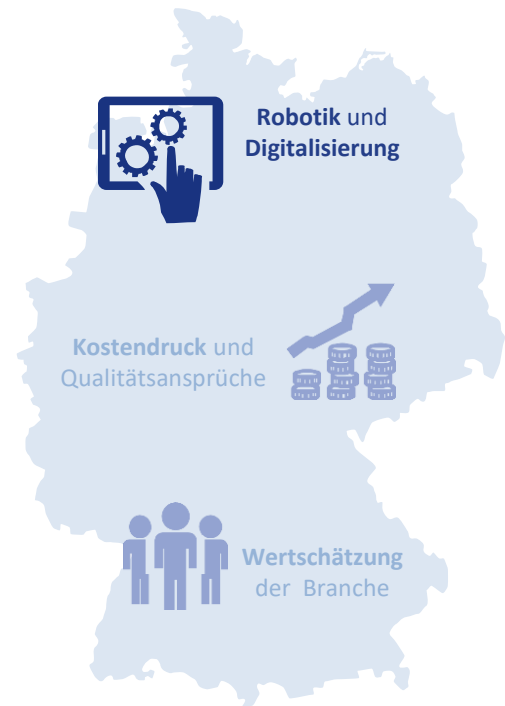 Robotik und
Digitalisierung
Kostendruck und
Qualitätsansprüche
Wertschätzung
der Branche